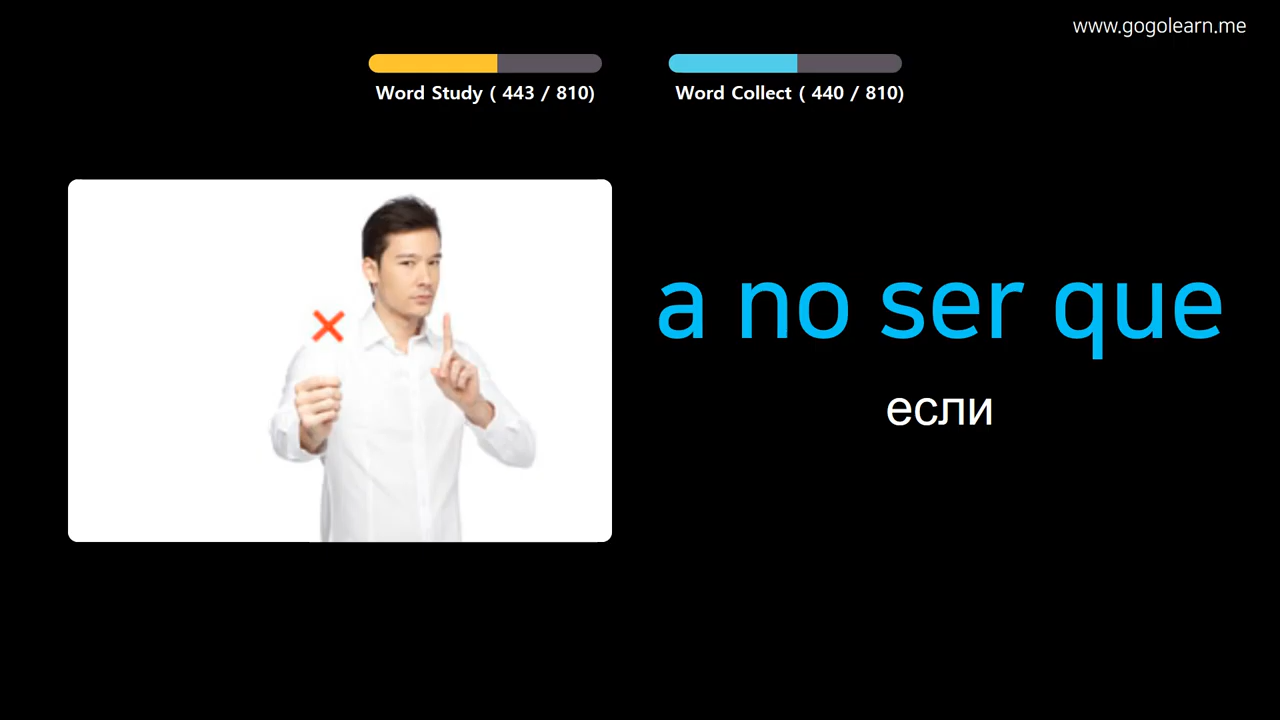 www.gogolearn.me
Word Study ( 443 / 810)
Word Collect ( 440 / 810)
a no ser que
если